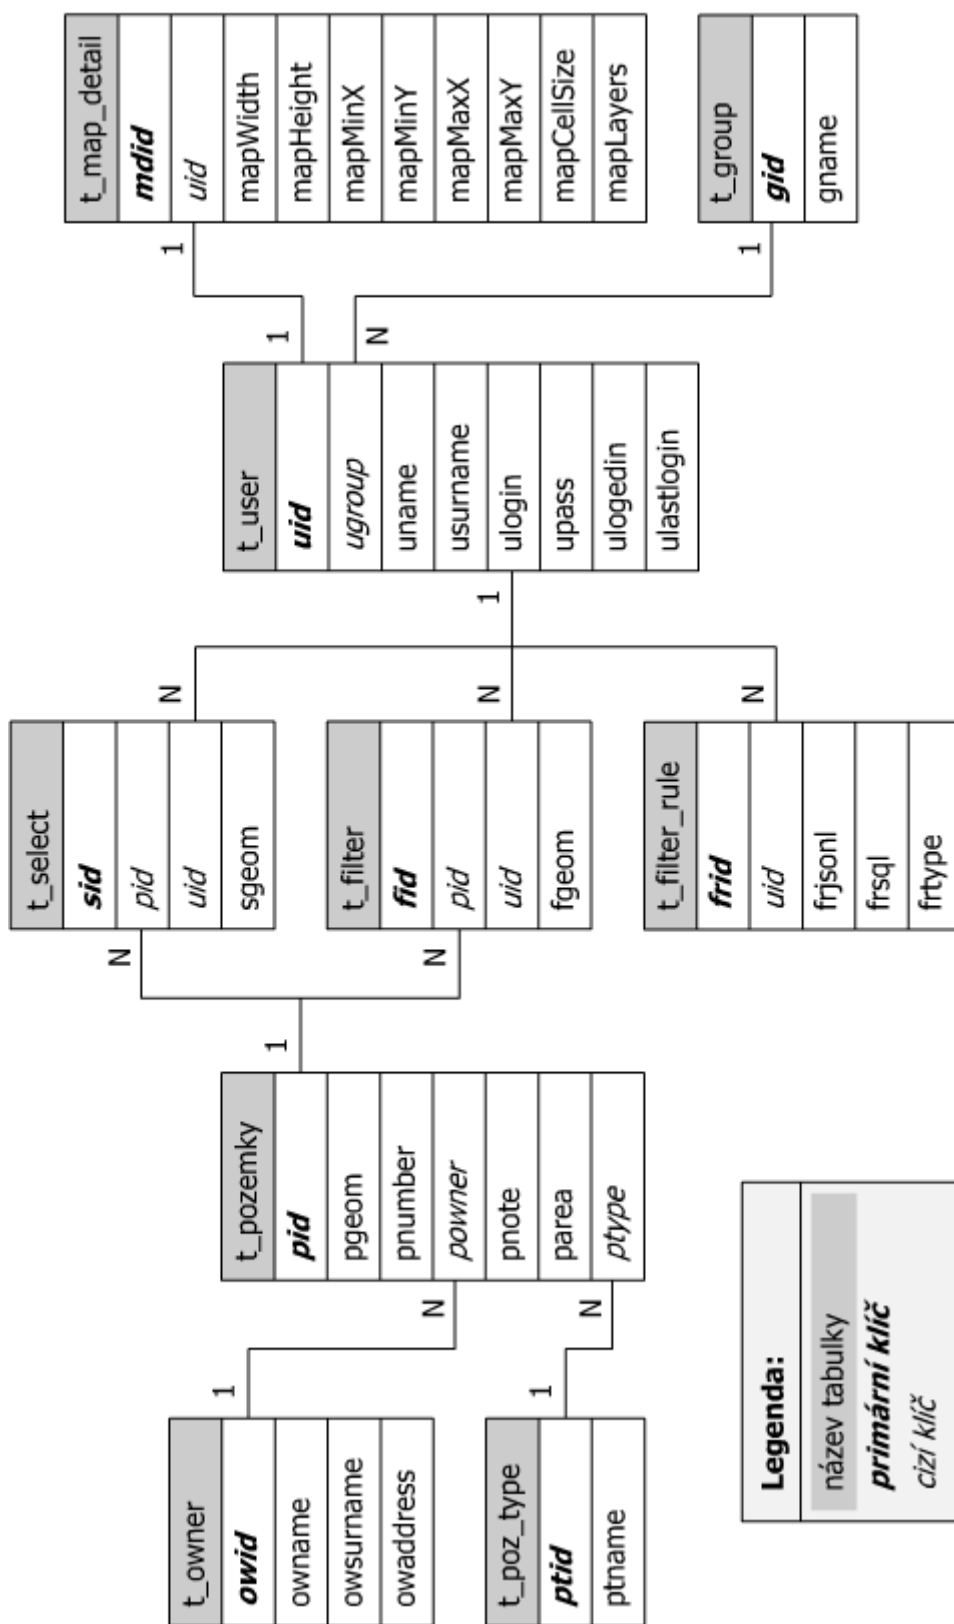 t_owner
owid
owname
owsurname
owaddress
1
N
t_poz_type
ptid
ptname
1
N
t_pozemky
pid
pgeom
pnumber
powner
pnote
parea
ptype
1
N
N
t_select
sid
pid
uid
sgeom
N
t_filter
fid
pid
uid
fgeom
N
t_filter_rule
frid
uid
frjsonl
frsql
frtype
N
1
t_user
uid
ugroup
uname
usurname
ulogin
upass
ulogedin
ulastlogin
1
N
t_map_detail
mdid
uid
mapWidth
mapHeight
mapMinX
mapMinY
mapMaxX
mapMaxY
mapCellSize
mapLayers
1
t_group
gid
gname
1
Legenda:
název tabulky
primární klíč
cizí klíč